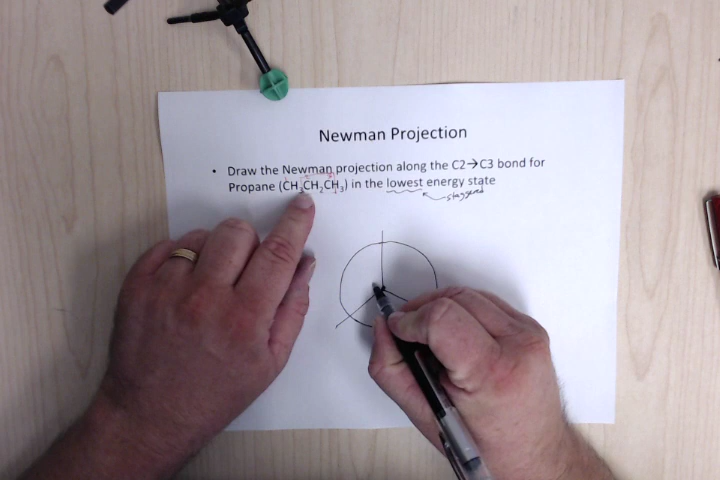 Newman Projection
• Draw the Newman projection along the C2→C3 bond for
Propane (CH3CH2CH3) in the lowest energy state
staggered